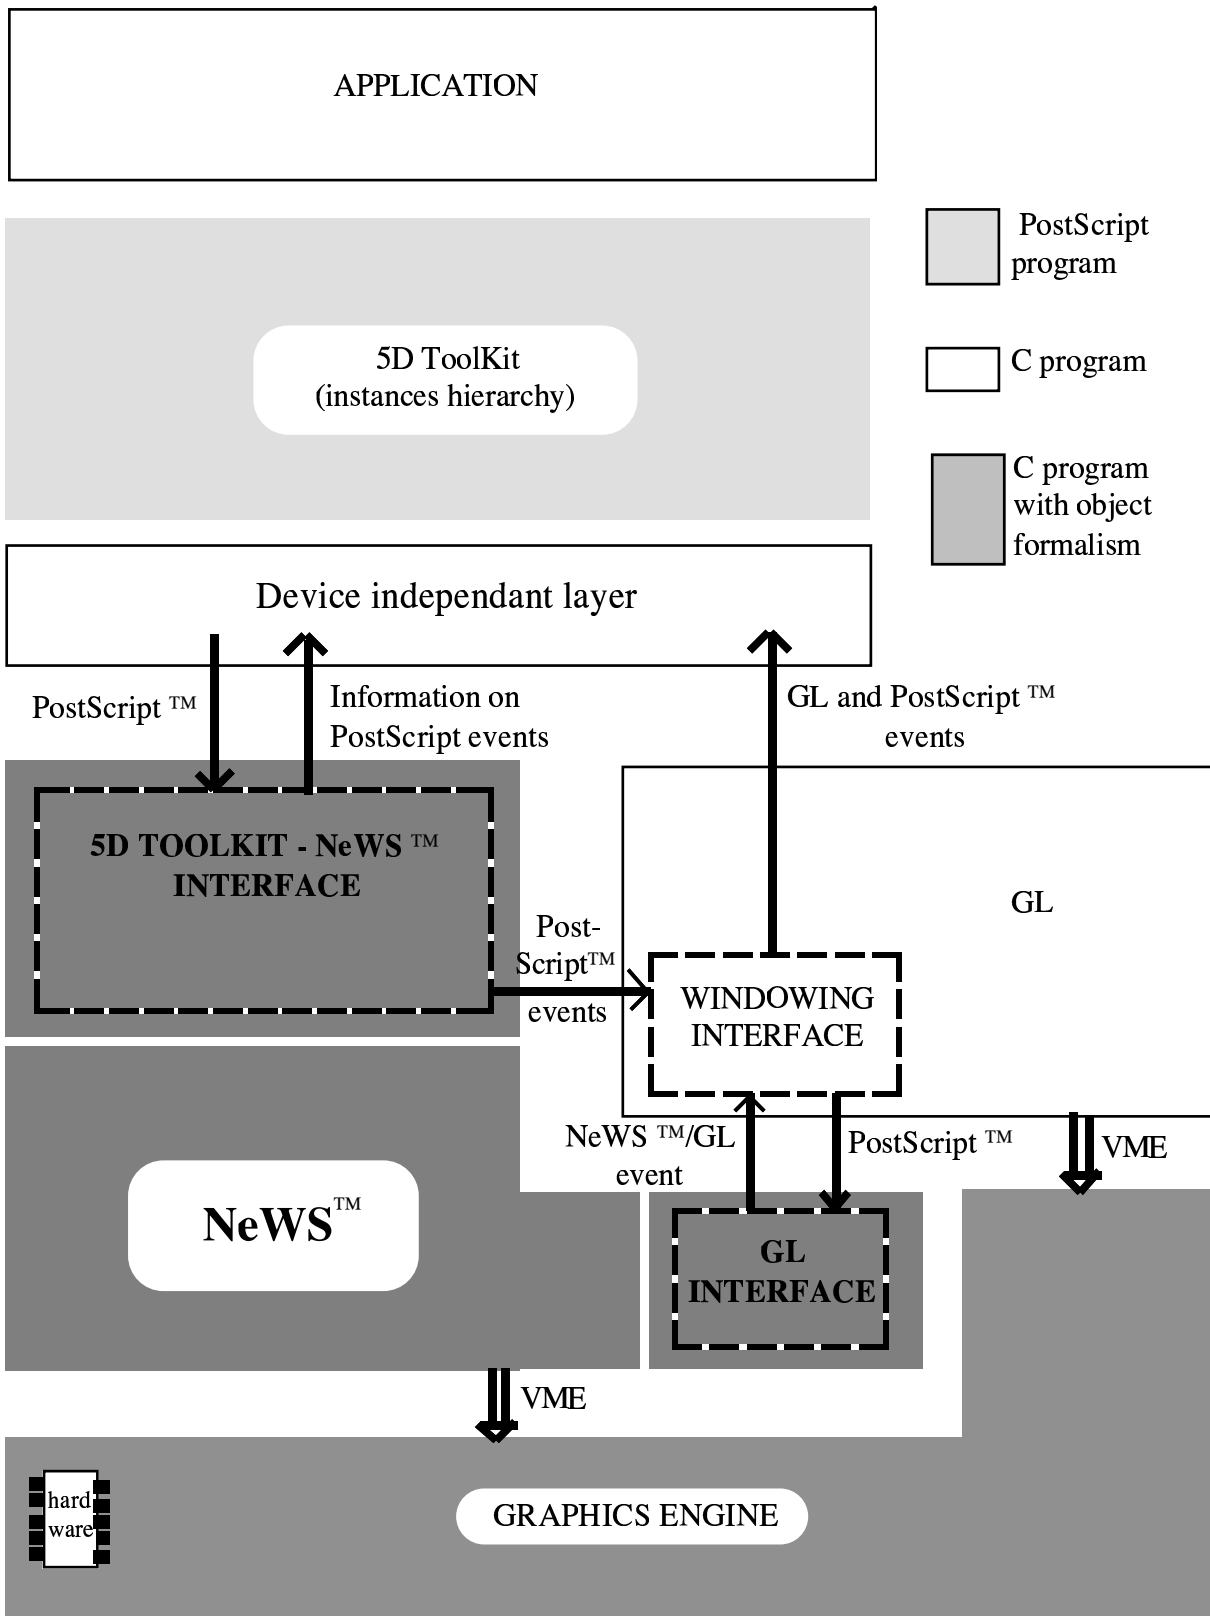 APPLICATION
PostScript
program
5D ToolKit
(instances hierarchy)
C program
C program
with object
formalism
Device independant layer
PostScript ™
Information on
PostScript events
GL and PostScript ™
events
5D TOOLKIT - NeWS ™
INTERFACE
GL
Post-
Script™
events
WINDOWING
INTERFACE
NeWS ™/GL
event
PostScript ™
VME
NeWS™
GL
INTERFACE
VME
hard
ware
GRAPHICS ENGINE